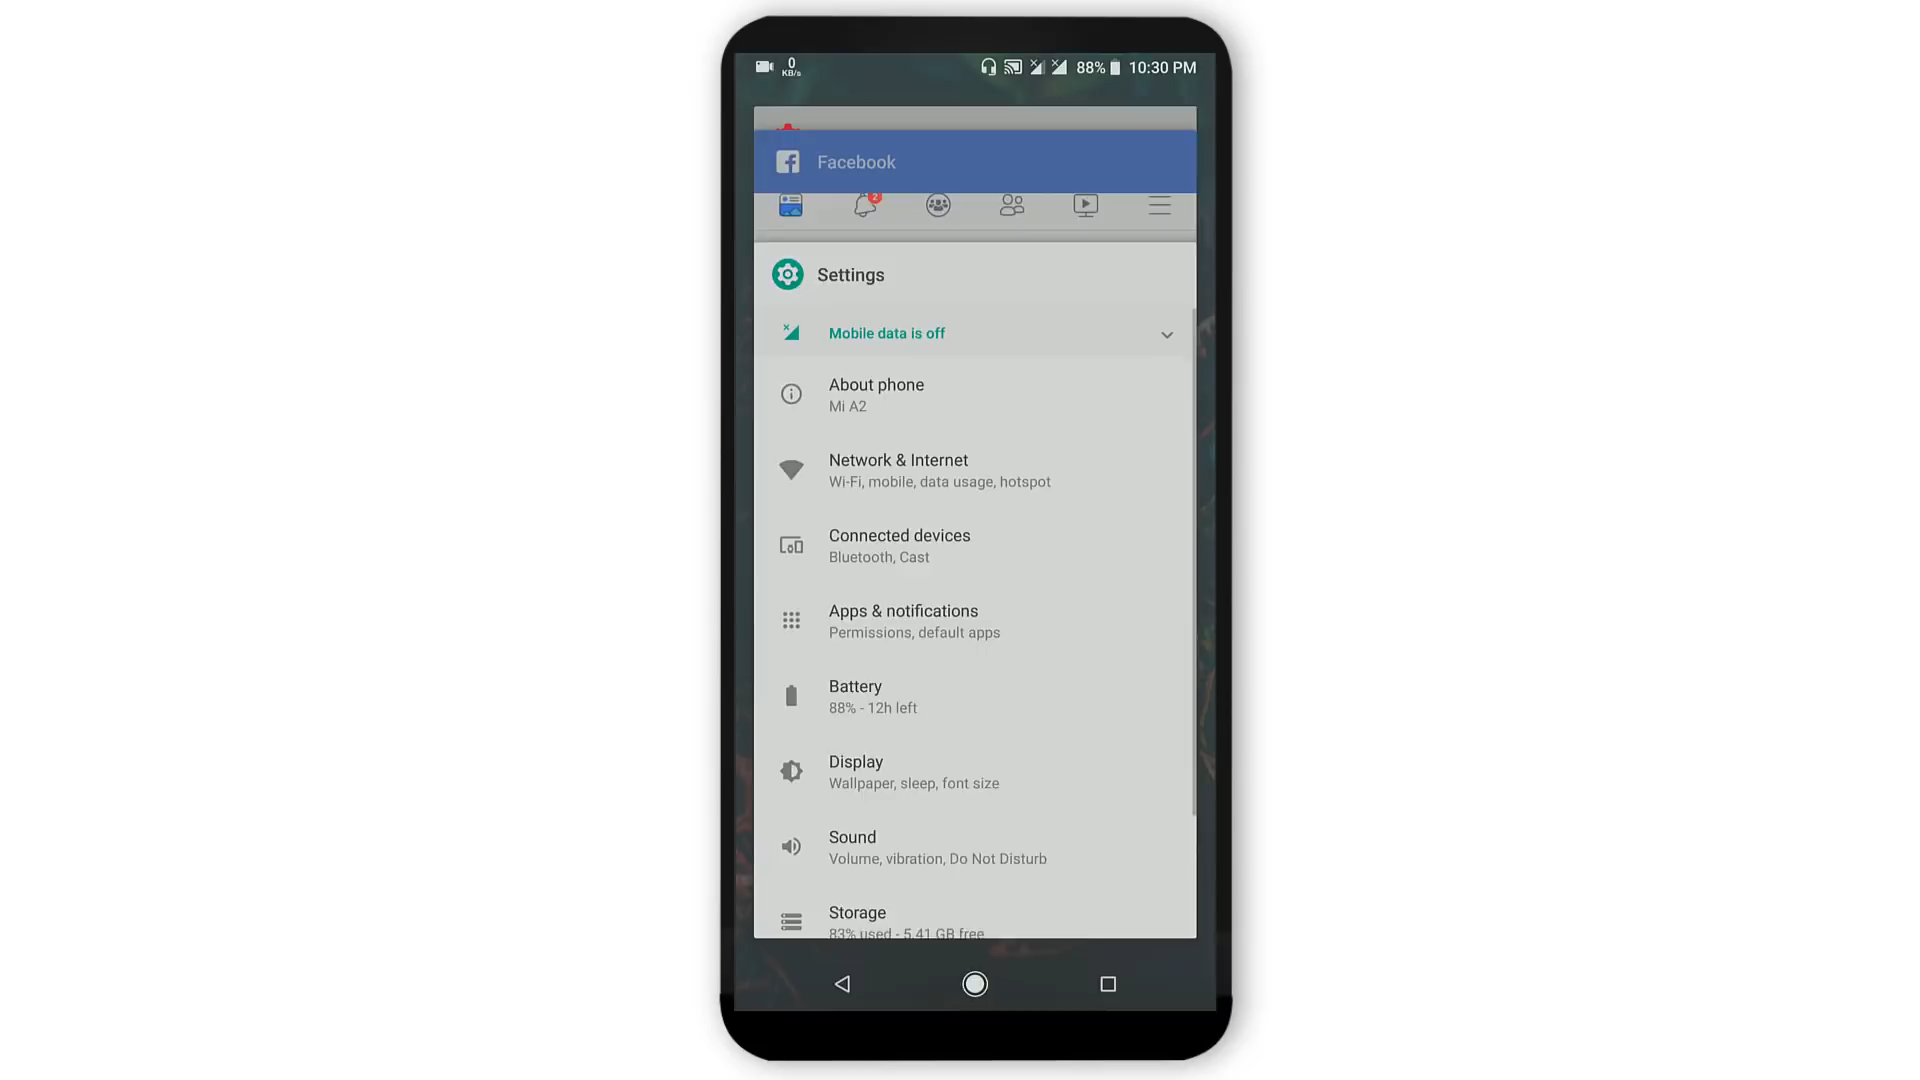 0
KB/s
88%
10:30 PM
Facebook
2
Settings
Mobile data is off
About phone
Mi A2
Network & Internet
Wi-Fi, mobile, data usage, hotspot
Connected devices
Bluetooth, Cast
Apps & notifications
Permissions, default apps
Battery
88% - 12h left
Display
Wallpaper, sleep, font size
Sound
Volume, vibration, Do Not Disturb
Storage
83% used - 5.41 GB free